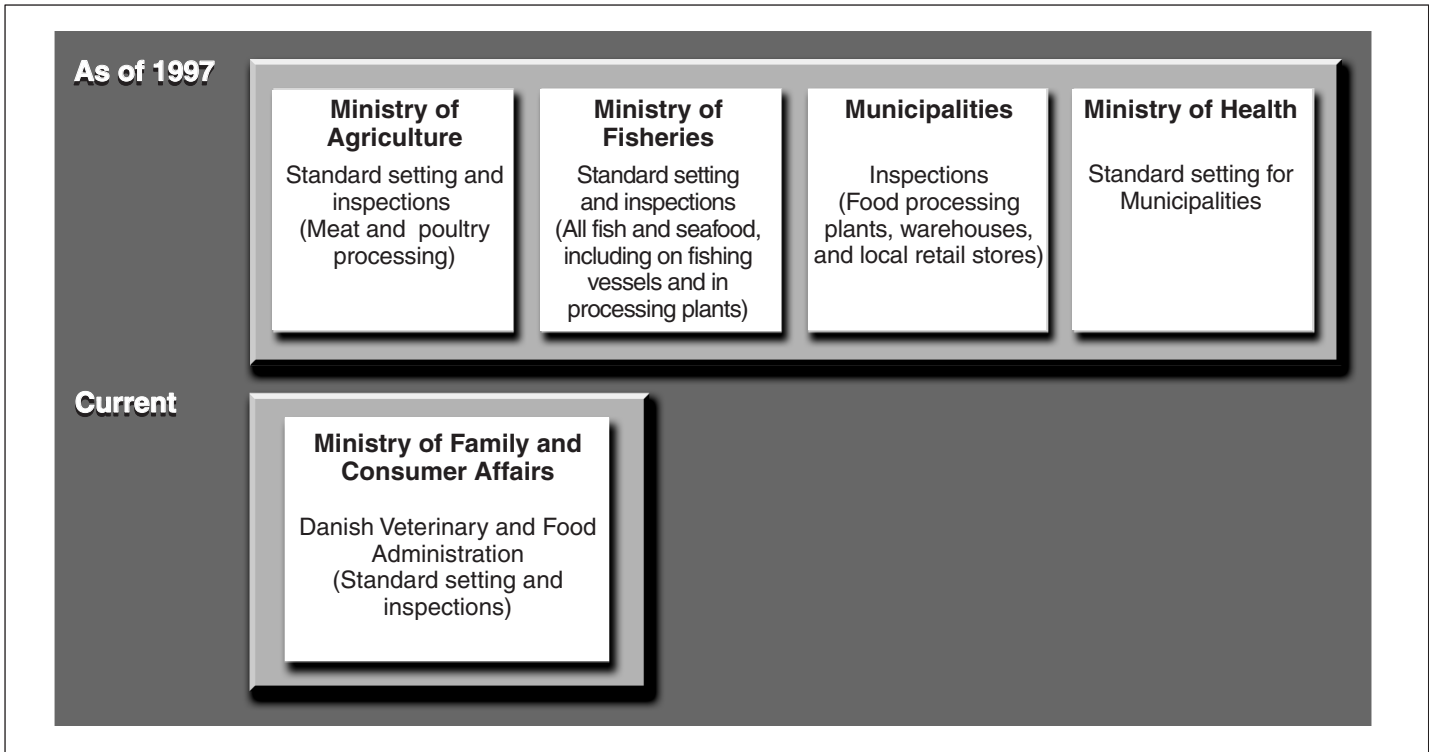 As of 1997
Ministry of
Agriculture
Standard setting and
inspections
(Meat and poultry
processing)
Ministry of
Fisheries
Standard setting
and inspections
(All fish and seafood,
including on fishing
vessels and in
processing plants)
Municipalities
Inspections
(Food processing
plants, warehouses,
and local retail stores)
Ministry of Health
Standard setting for
Municipalities
Current
Ministry of Family and
Consumer Affairs
Danish Veterinary and Food
Administration
(Standard setting and
inspections)